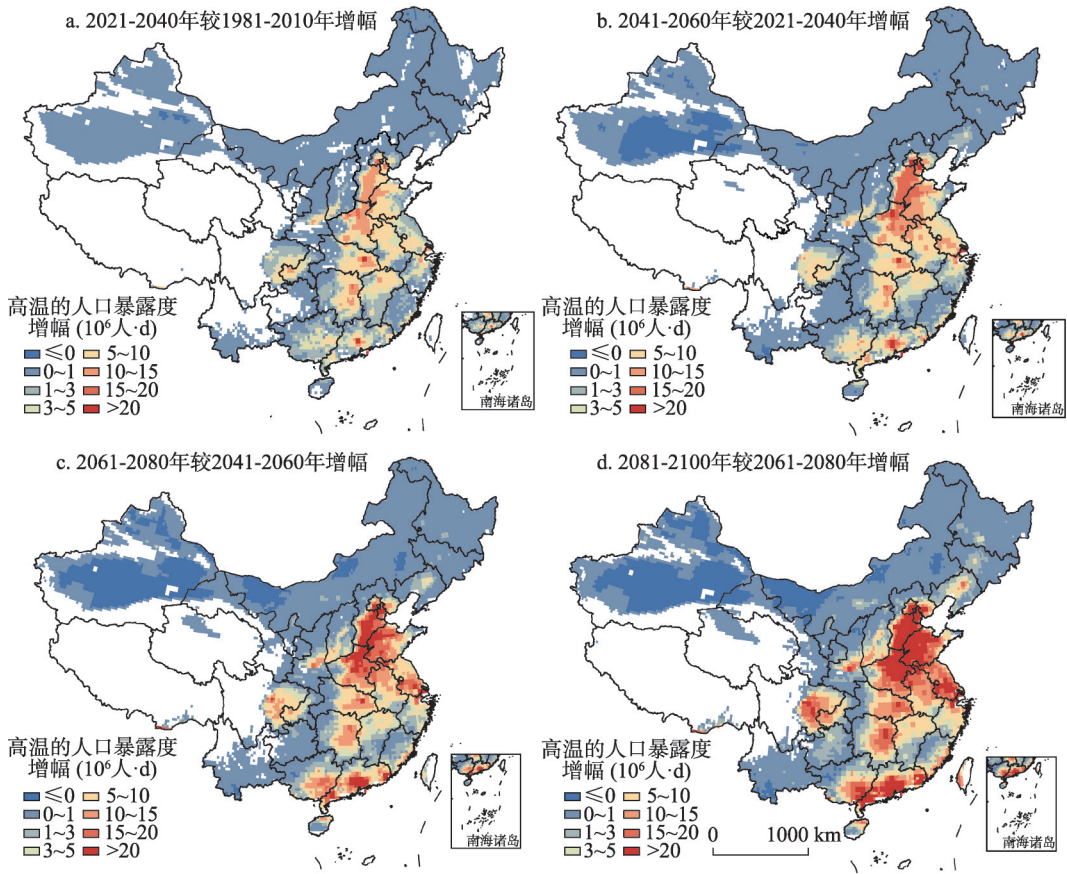 a. 2021-2040年较1981-2010年增幅
高温的人口暴露度
增幅 (10⁶人·d)
≤0 5~10
0~1 10~15
1~3 15~20
3~5 >20
南海诸岛
b. 2041-2060年较2021-2040年增幅
高温的人口暴露度
增幅 (10⁶人·d)
≤0 5~10
0~1 10~15
1~3 15~20
3~5 >20
南海诸岛
c. 2061-2080年较2041-2060年增幅
高温的人口暴露度
增幅 (10⁶人·d)
≤0 5~10
0~1 10~15
1~3 15~20
3~5 >20
南海诸岛
d. 2081-2100年较2061-2080年增幅
高温的人口暴露度
增幅 (10⁶人·d)
≤0 5~10
0~1 10~15
1~3 15~20
3~5 >20
0 1000 km
南海诸岛